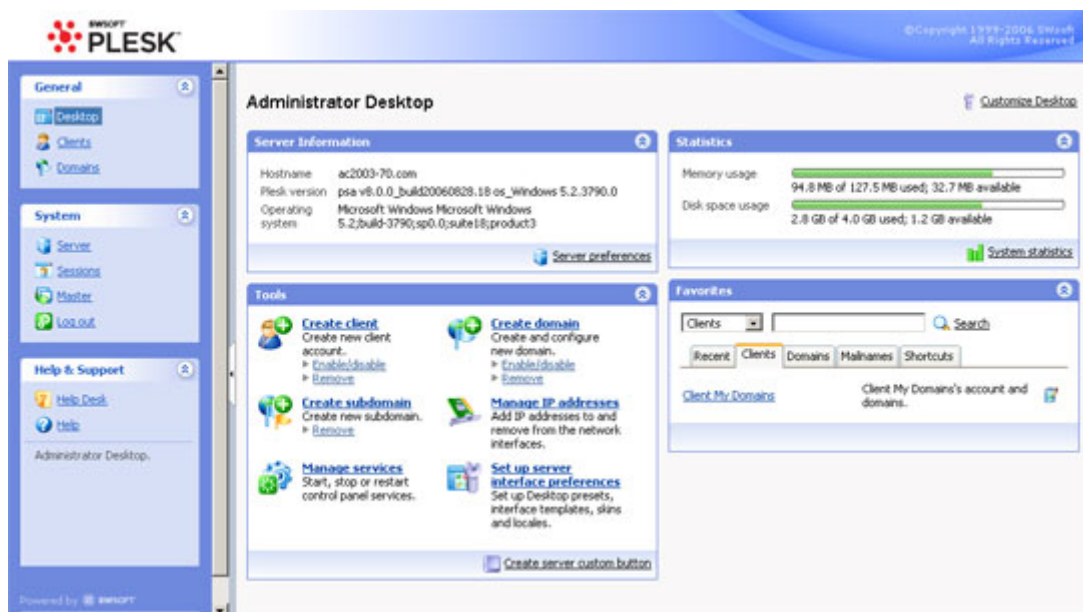 SWSOFT
PLESK
©Copyright 1999-2006 SWsoft
All Rights Reserved
General
Desktop
Clients
Domains
System
Server
Sessions
Master
Log out
Help & Support
Help Desk
Help
Administrator Desktop.
Powered by SWSOFT
Administrator Desktop
Customize Desktop
Server Information
Hostname ac2003-70.com
Plesk version psa v8.0.0_build20060828.18 os_Windows 5.2.3790.0
Operating system Microsoft Windows Microsoft Windows
5.2;build-3790;sp0.0;suite18;product3
Server preferences
Statistics
Memory usage
94.8 MB of 127.5 MB used; 32.7 MB available
Disk space usage
2.8 GB of 4.0 GB used; 1.2 GB available
System statistics
Tools
Create client
Create new client
account.
Enable/disable
Remove
Create domain
Create and configure
new domain.
Enable/disable
Remove
Create subdomain
Create new subdomain.
Remove
Manage IP addresses
Add IP addresses to and
remove from the network
interfaces.
Manage services
Start, stop or restart
control panel services.
Set up server
interface preferences
Set up Desktop presets,
interface templates, skins
and locales.
Create server custom button
Favorites
Clients
Search
Recent Clients Domains Mailnames Shortcuts
Client My Domains
Client My Domains's account and
domains.